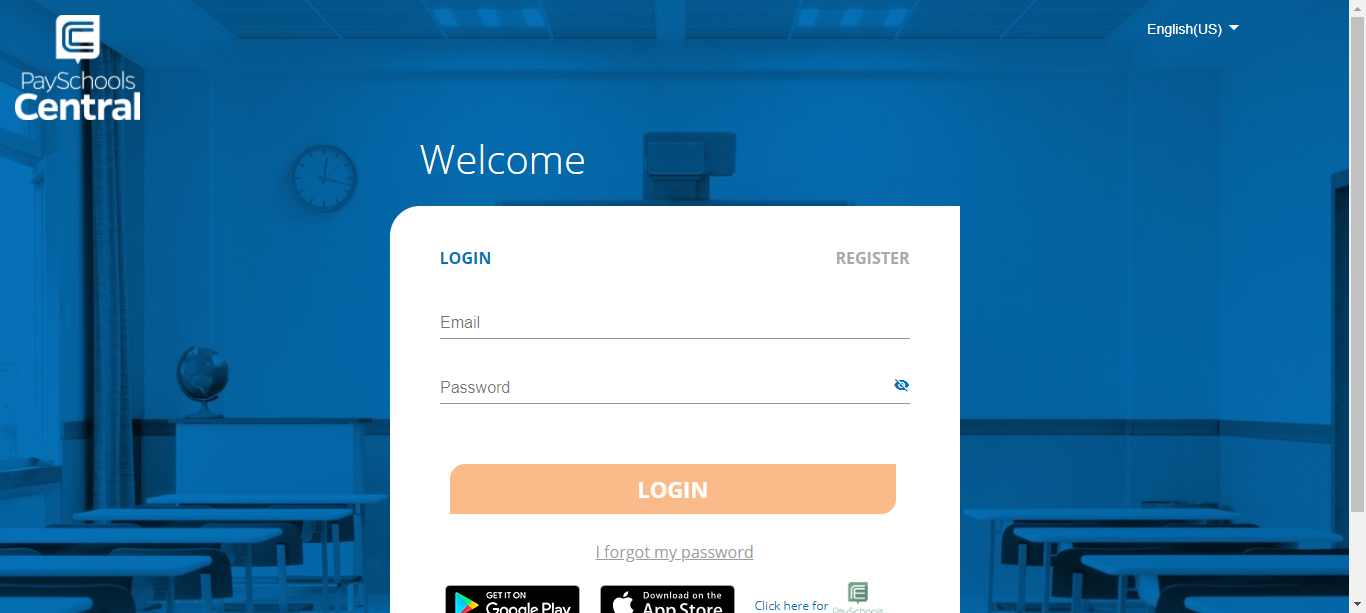 English(US)
PaySchools
Central
Welcome
LOGIN
REGISTER
Email
Password
LOGIN
I forgot my password
GET IT ON
Google Play
Download on the
App Store
Click here for
PaySchools